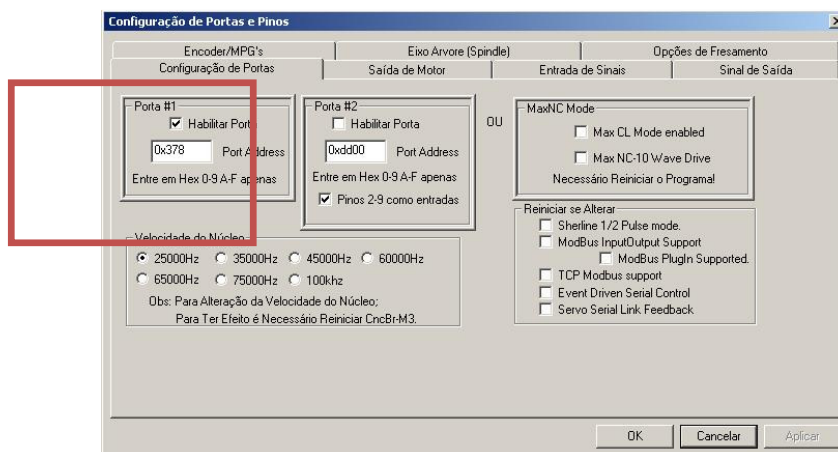 Configuração de Portas e Pinos
Encoder/MPG's
Eixo Arvore (Spindle)
Opções de Fresamento
Configuração de Portas
Saída de Motor
Entrada de Sinais
Sinal de Saída
Porta #1
Habilitar Porta
0x378 Port Address
Entre em Hex 0-9 A-F apenas
Porta #2
Habilitar Porta
0xdd00 Port Address
Entre em Hex 0-9 A-F apenas
Pinos 2-9 como entradas
OU
MaxNC Mode
Max CL Mode enabled
Max NC-10 Wave Drive
Necessário Reiniciar o Programa!
Velocidade do Núcleo
25000Hz 35000Hz 45000Hz 60000Hz
65000Hz 75000Hz 100khz
Obs: Para Alteração da Velocidade do Núcleo;
Para Ter Efeito é Necessário Reiniciar CncBr-M3.
Reiniciar se Alterar
Sherline 1/2 Pulse mode.
ModBus InputOutput Support
ModBus PlugIn Supported.
TCP Modbus support
Event Driven Serial Control
Servo Serial Link Feedback
OK
Cancelar
Aplicar